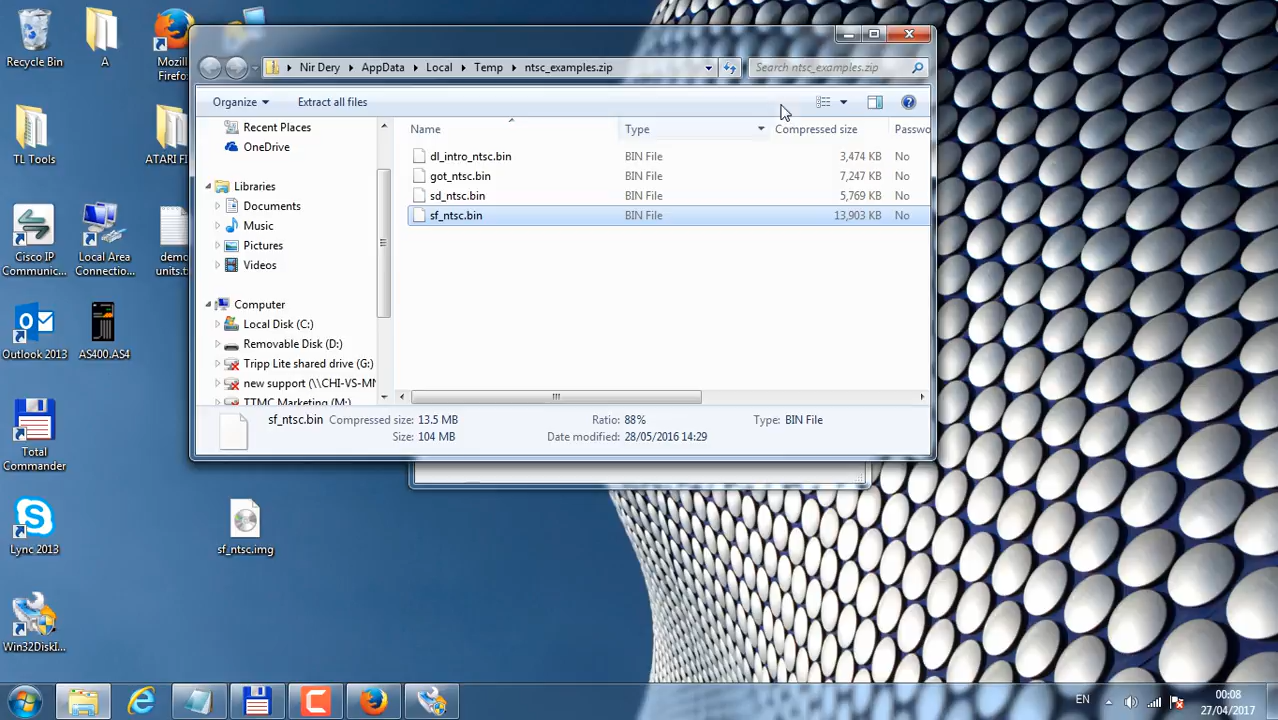 Recycle Bin
A
Mozil
Firefo
TL Tools
ATARI F
Cisco IP
Communic...
Local Area
Connectio...
demo
units.t
Outlook 2013
AS400.AS4
Total
Commander
Lync 2013
sf_ntsc.img
Win32DiskI...
Nir Dery
AppData
Local
Temp
ntsc_examples.zip
Search ntsc_examples.zip
Organize
Extract all files
Recent Places
OneDrive
Libraries
Documents
Music
Pictures
Videos
Computer
Local Disk (C:)
Removable Disk (D:)
Tripp Lite shared drive (G:)
new support (\\CHI-VS-MN
TTMC Marketing (M:)
Name Type Compressed size Passwo
dl_intro_ntsc.bin BIN File 3,474 KB No
got_ntsc.bin BIN File 7,247 KB No
sd_ntsc.bin BIN File 5,769 KB No
sf_ntsc.bin BIN File 13,903 KB No
sf_ntsc.bin Compressed size: 13.5 MB Ratio: 88% Type: BIN File
Size: 104 MB Date modified: 28/05/2016 14:29
EN
00:08
27/04/2017